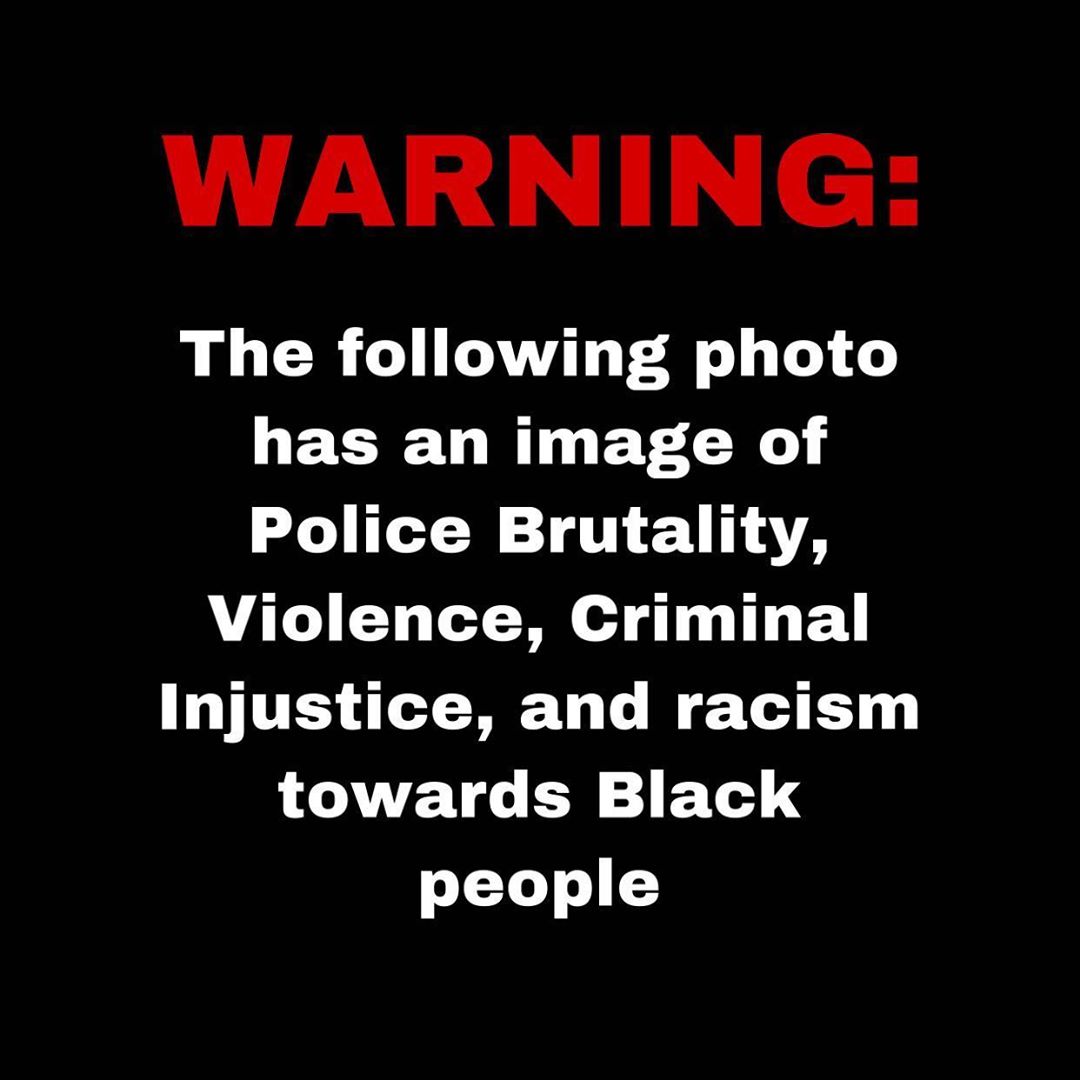 WARNING:
The following photo
has an image of
Police Brutality,
Violence, Criminal
Injustice, and racism
towards Black
people